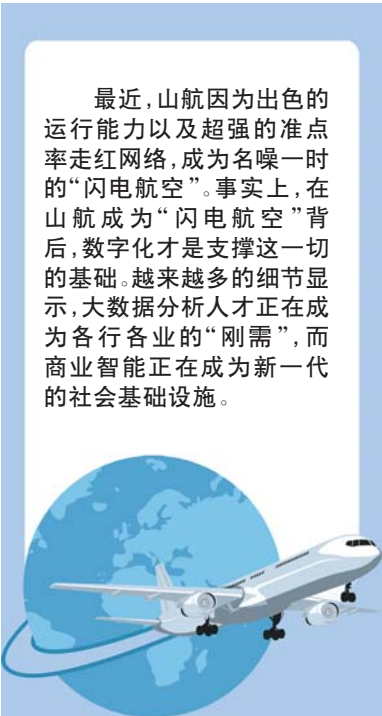 最近，山航因为出色的
运行能力以及超强的准点
率走红网络，成为名噪一时
的“闪电航空”。事实上，在
山航成为“闪电航空”背
后，数字化才是支撑这一切
的基础。越来越多的细节显
示，大数据分析人才正在成
为各行各业的“刚需”，而
商业智能正在成为新一代
的社会基础设施。